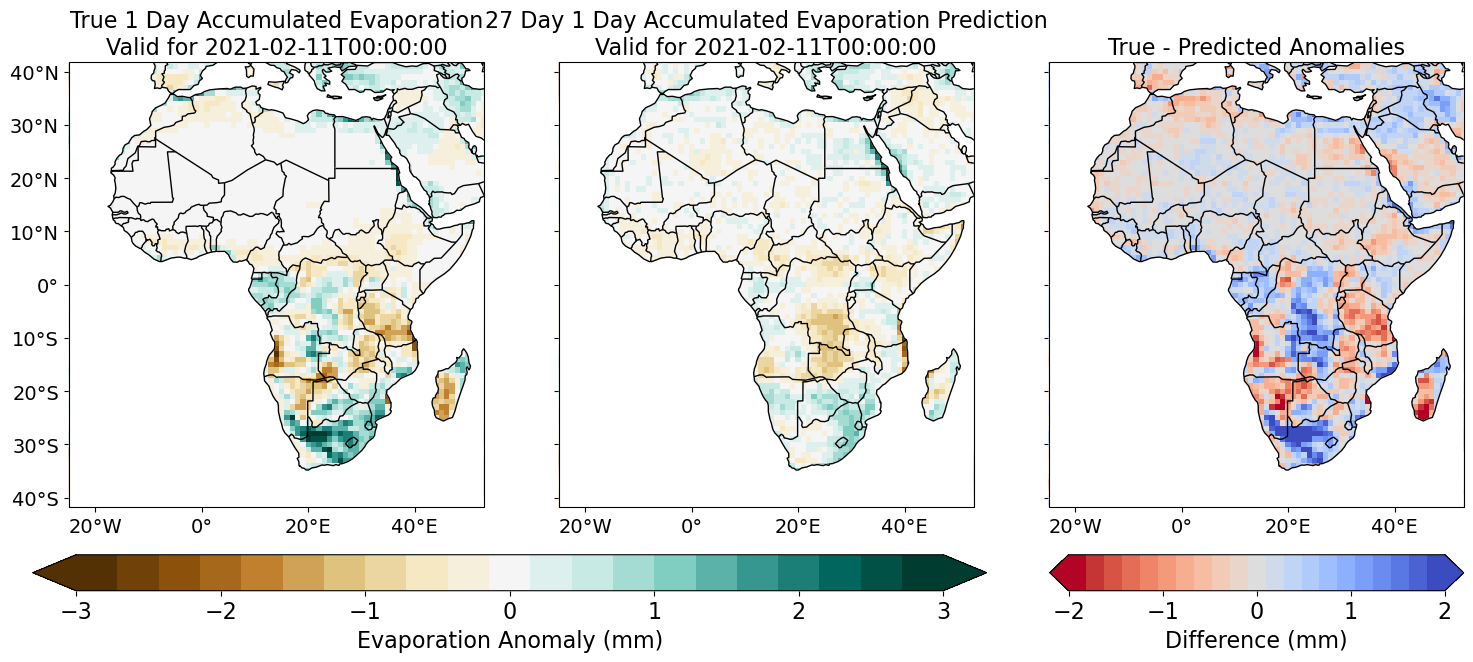 True 1 Day Accumulated Evaporation
Valid for 2021-02-11T00:00:00
27 Day 1 Day Accumulated Evaporation Prediction
Valid for 2021-02-11T00:00:00
True - Predicted Anomalies
40°N
30°N
20°N
10°N
0°
10°S
20°S
30°S
40°S
20°W 0° 20°E 40°E
20°W 0° 20°E 40°E
20°W 0° 20°E 40°E
−3 −2 −1 0 1 2 3
Evaporation Anomaly (mm)
−2 −1 0 1 2
Difference (mm)